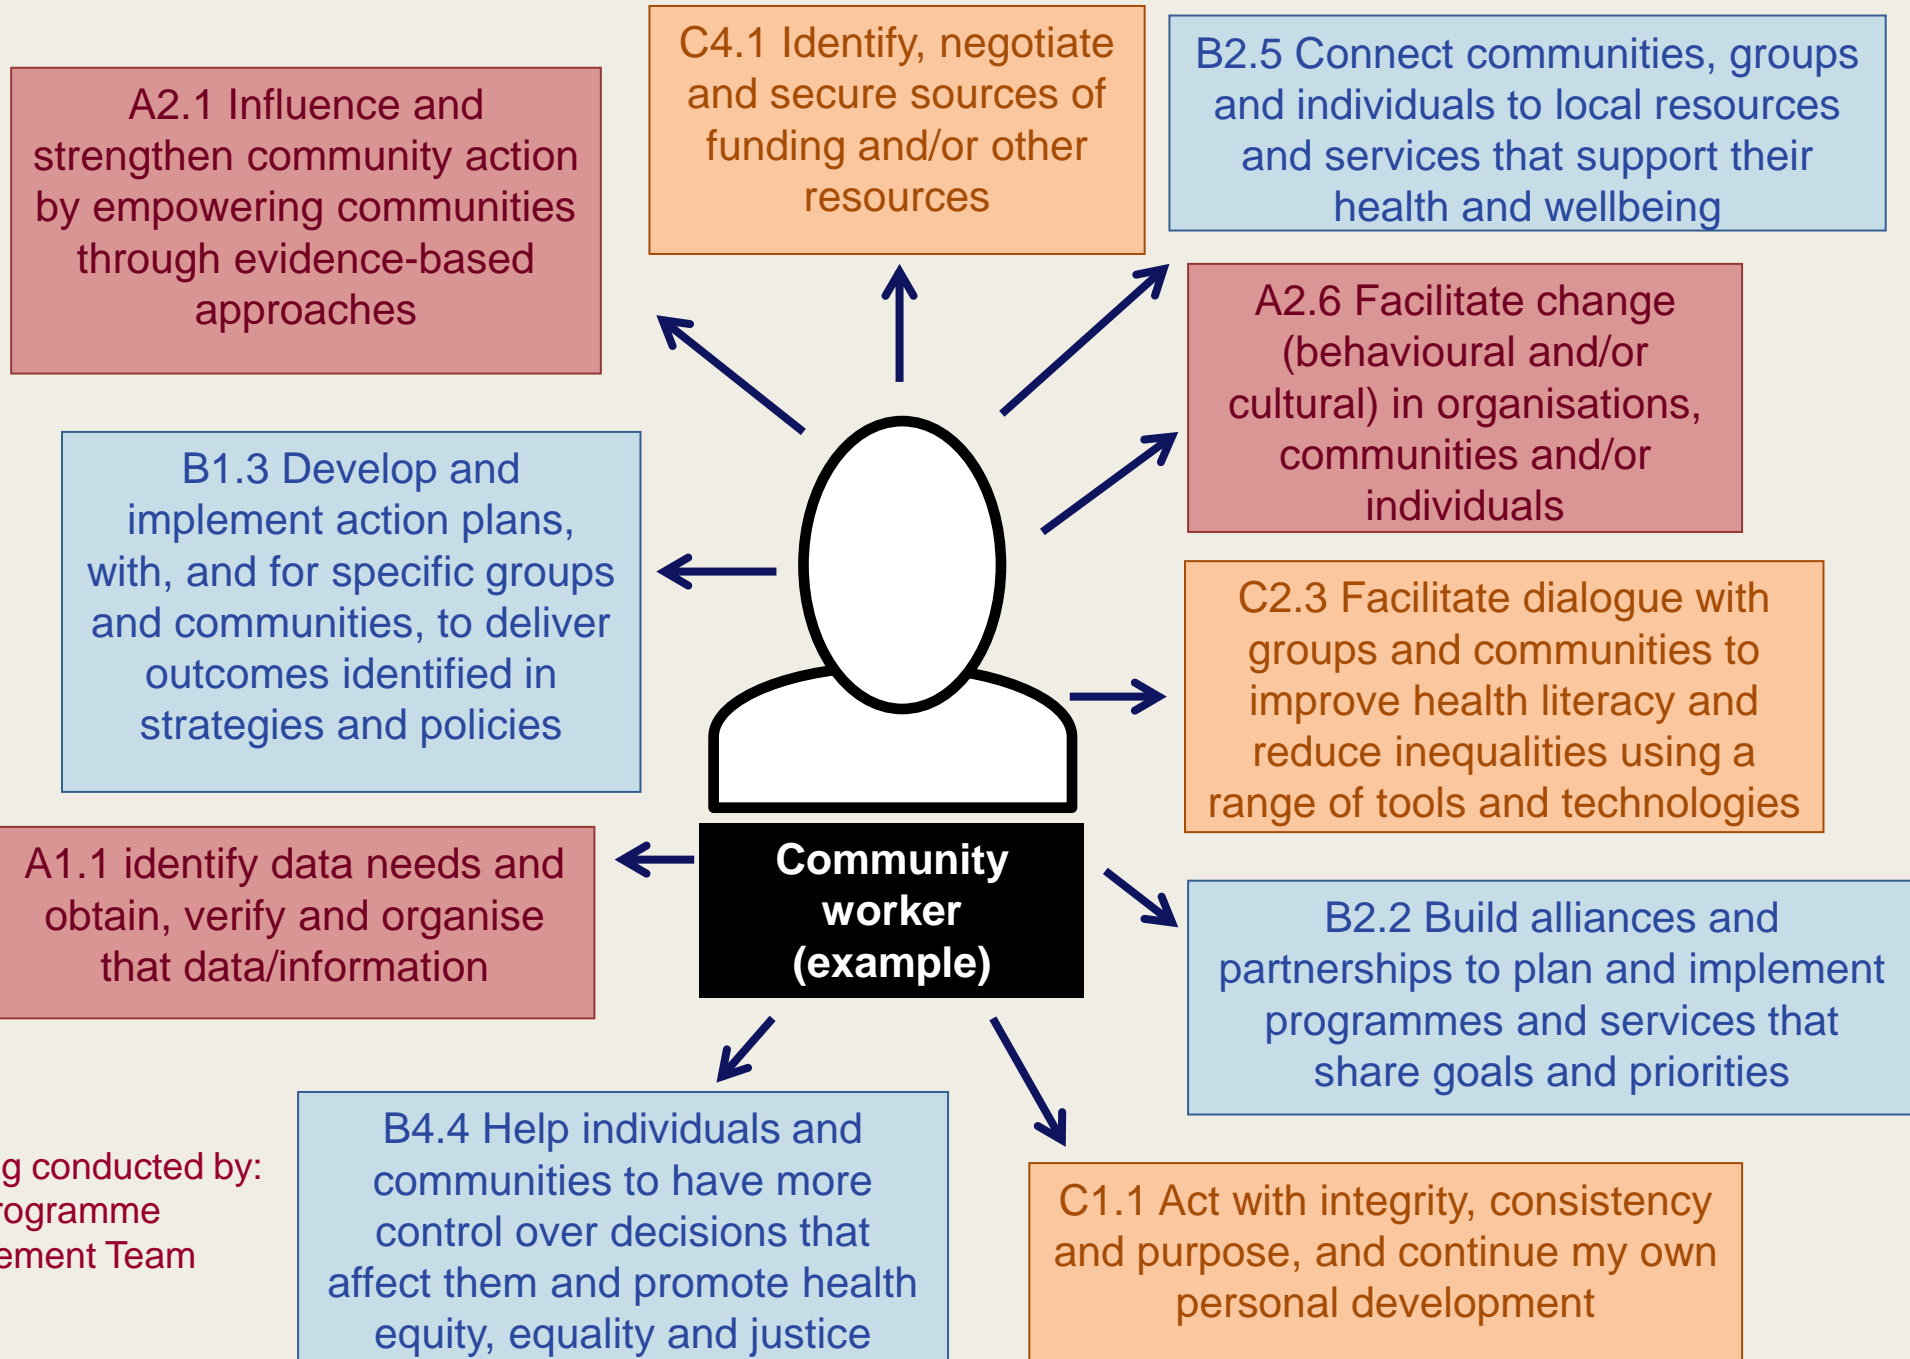 A2.1 Influence and
strengthen community action
by empowering communities
through evidence-based
approaches
C4.1 Identify, negotiate
and secure sources of
funding and/or other
resources
B2.5 Connect communities, groups
and individuals to local resources
and services that support their
health and wellbeing
A2.6 Facilitate change
(behavioural and/or
cultural) in organisations,
communities and/or
individuals
B1.3 Develop and
implement action plans,
with, and for specific groups
and communities, to deliver
outcomes identified in
strategies and policies
C2.3 Facilitate dialogue with
groups and communities to
improve health literacy and
reduce inequalities using a
range of tools and technologies
A1.1 identify data needs and
obtain, verify and organise
that data/information
Community
worker
(example)
B2.2 Build alliances and
partnerships to plan and implement
programmes and services that
share goals and priorities
B4.4 Help individuals and
communities to have more
control over decisions that
affect them and promote health
equity, equality and justice
C1.1 Act with integrity, consistency
and purpose, and continue my own
personal development
conducted by:
Team